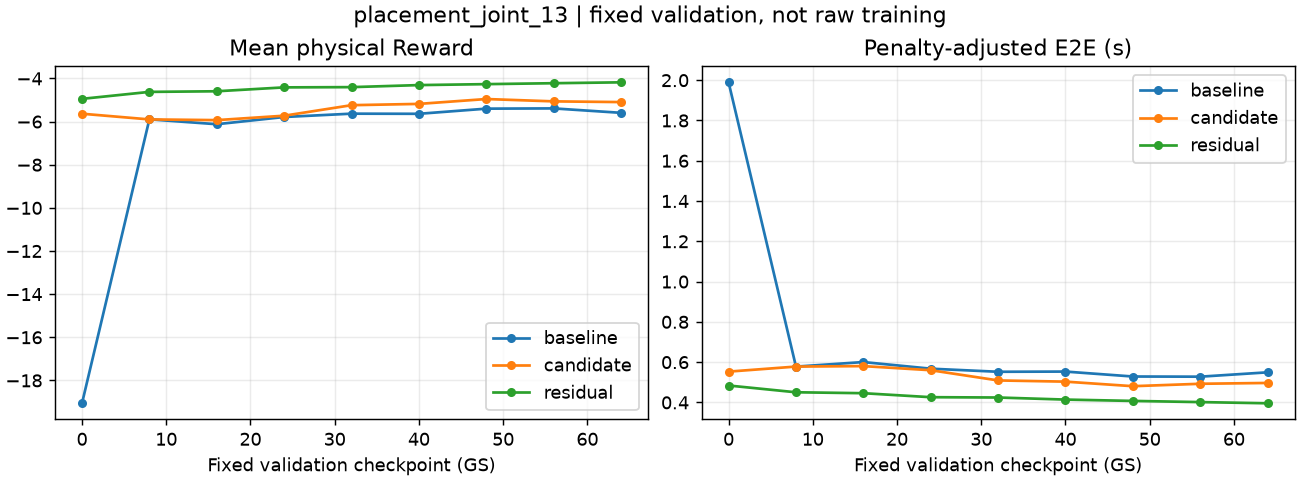 placement_joint_13 | fixed validation, not raw training
Mean physical Reward
−4
−6
−8
−10
−12
−14
−16
−18
0 10 20 30 40 50 60
Fixed validation checkpoint (GS)
baseline
candidate
residual
Penalty-adjusted E2E (s)
2.0
1.8
1.6
1.4
1.2
1.0
0.8
0.6
0.4
0 10 20 30 40 50 60
Fixed validation checkpoint (GS)
baseline
candidate
residual